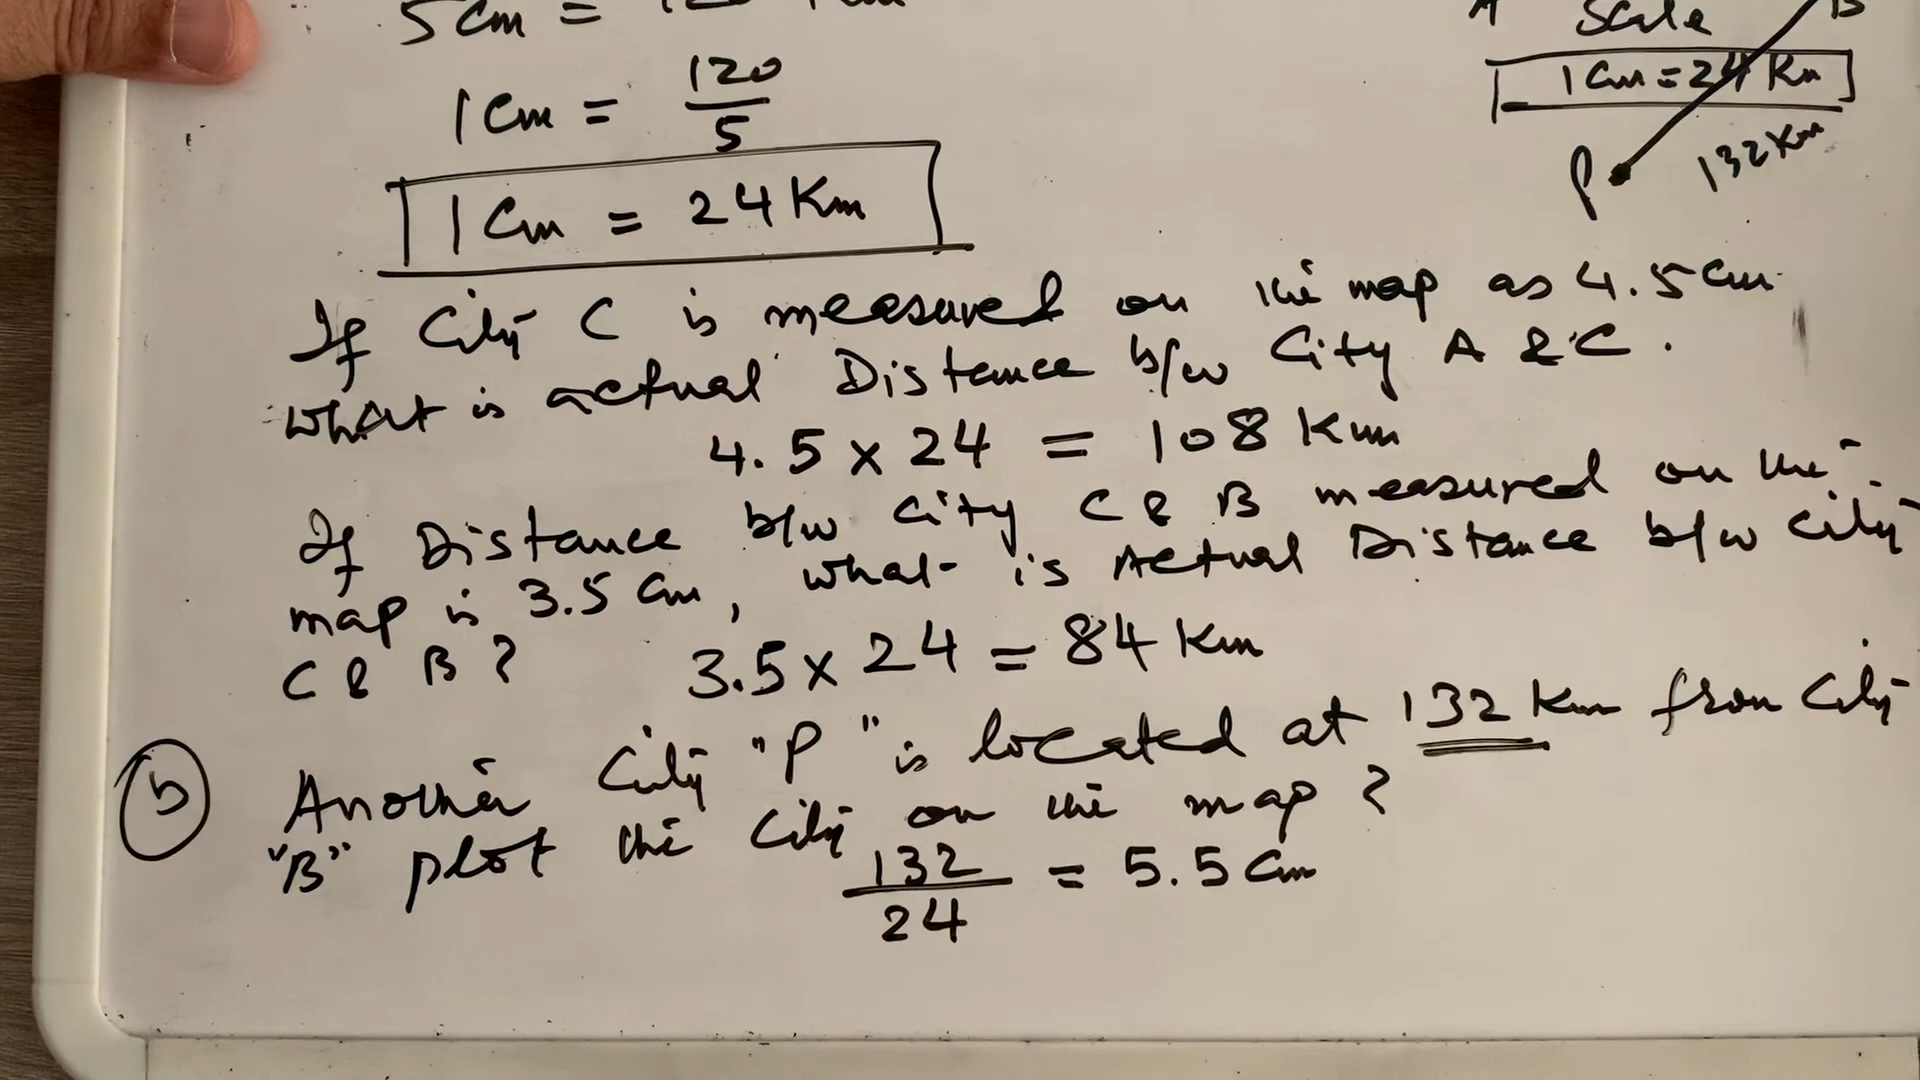 5 cm =
1 cm = 120/5
1 cm = 24 Km
A Scale B
1 cm = 24 Km
132 Km
P
If City C is measured on the map as 4.5 cm.
what is actual Distance b/w City A & C.
4.5 x 24 = 108 Km
If Distance b/w City C & B measured on the
map is 3.5 cm, what is Actual Distance b/w City
C & B ?
3.5 x 24 = 84 Km
b Another City "P" is located at 132 Km from City
"B" plot the City on the map ?
132/24 = 5.5 cm